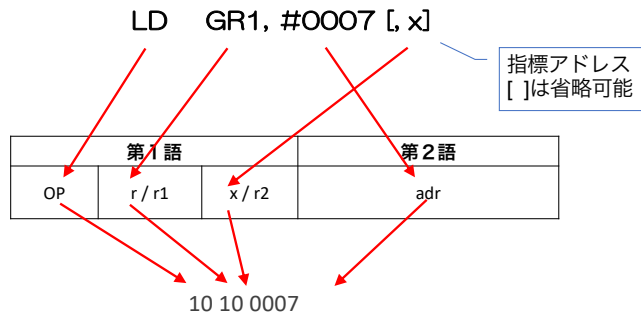 LD GR1, #0007 [, x]
指標アドレス
[ ]は省略可能
第1語 第2語
OP r / r1 x / r2 adr
10 10 0007